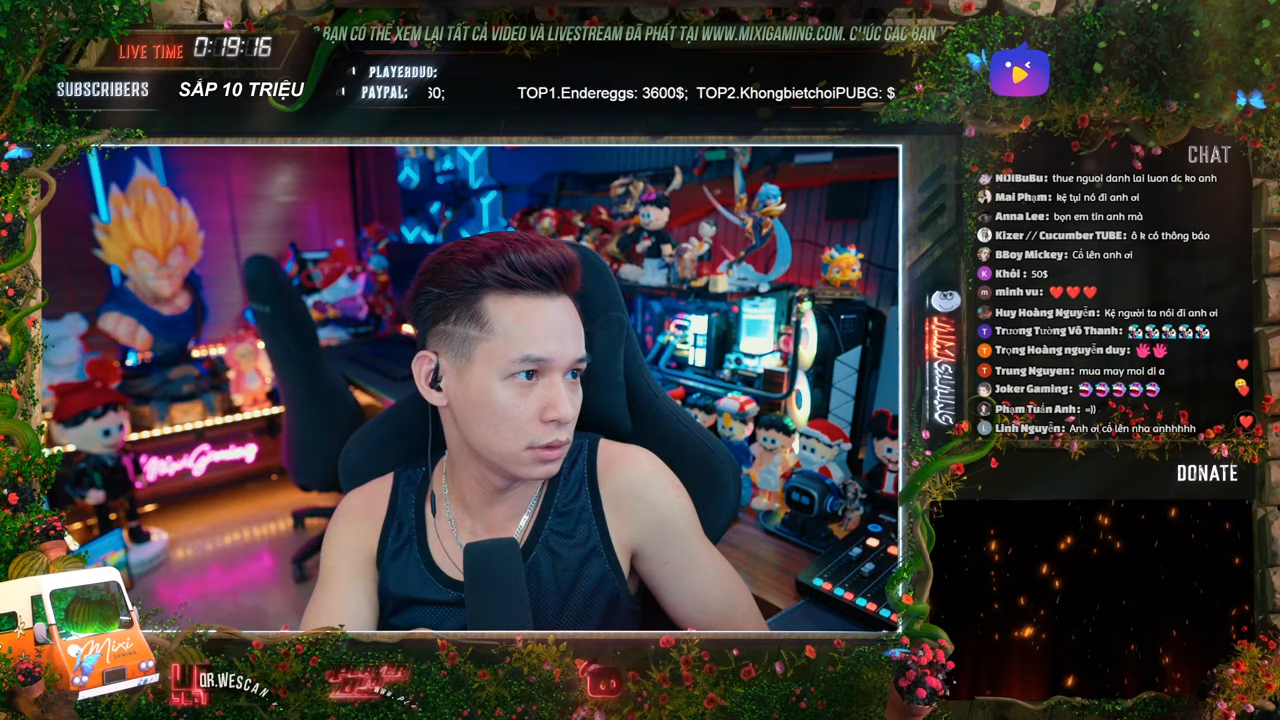 BẠN CÓ THỂ XEM LẠI TẤT CẢ VIDEO VÀ LIVESTREAM ĐÃ PHÁT TẠI WWW.MIXIGAMING.COM. CHÚC CÁC BẠN
LIVE TIME 0:19:16
SUBSCRIBERS SẮP 10 TRIỆU
PLAYERDUO:
PAYPAL: 60; TOP1.Endereggs: 3600$; TOP2.KhongbietchoiPUBG: $
CHAT
NiJiBuBu: thue nguoi danh lai luon dc ko anh
Mai Phạm: kệ tụi nó đi anh ơi
Anna Lee: bọn em tin anh mà
Kizer // Cucumber TUBE: ô k có thông báo
BBoy Mickey: Cố lên anh ơi
Khôi : 50$
minh vu: ❤️ ❤️ ❤️
Huy Hoàng Nguyễn: Kệ người ta nói đi anh ơi
Trương Tường Võ Thanh:
Trọng Hoàng nguyễn duy:
Trung Nguyen: mua may moi di a
Joker Gaming:
Phạm Tuấn Anh: =))
Linh Nguyễn: Anh ơi cố lên nha anhhhhh
MIXIGAMING
DONATE
MixiGaming
Mixi
GAMING
QR.WESCAN